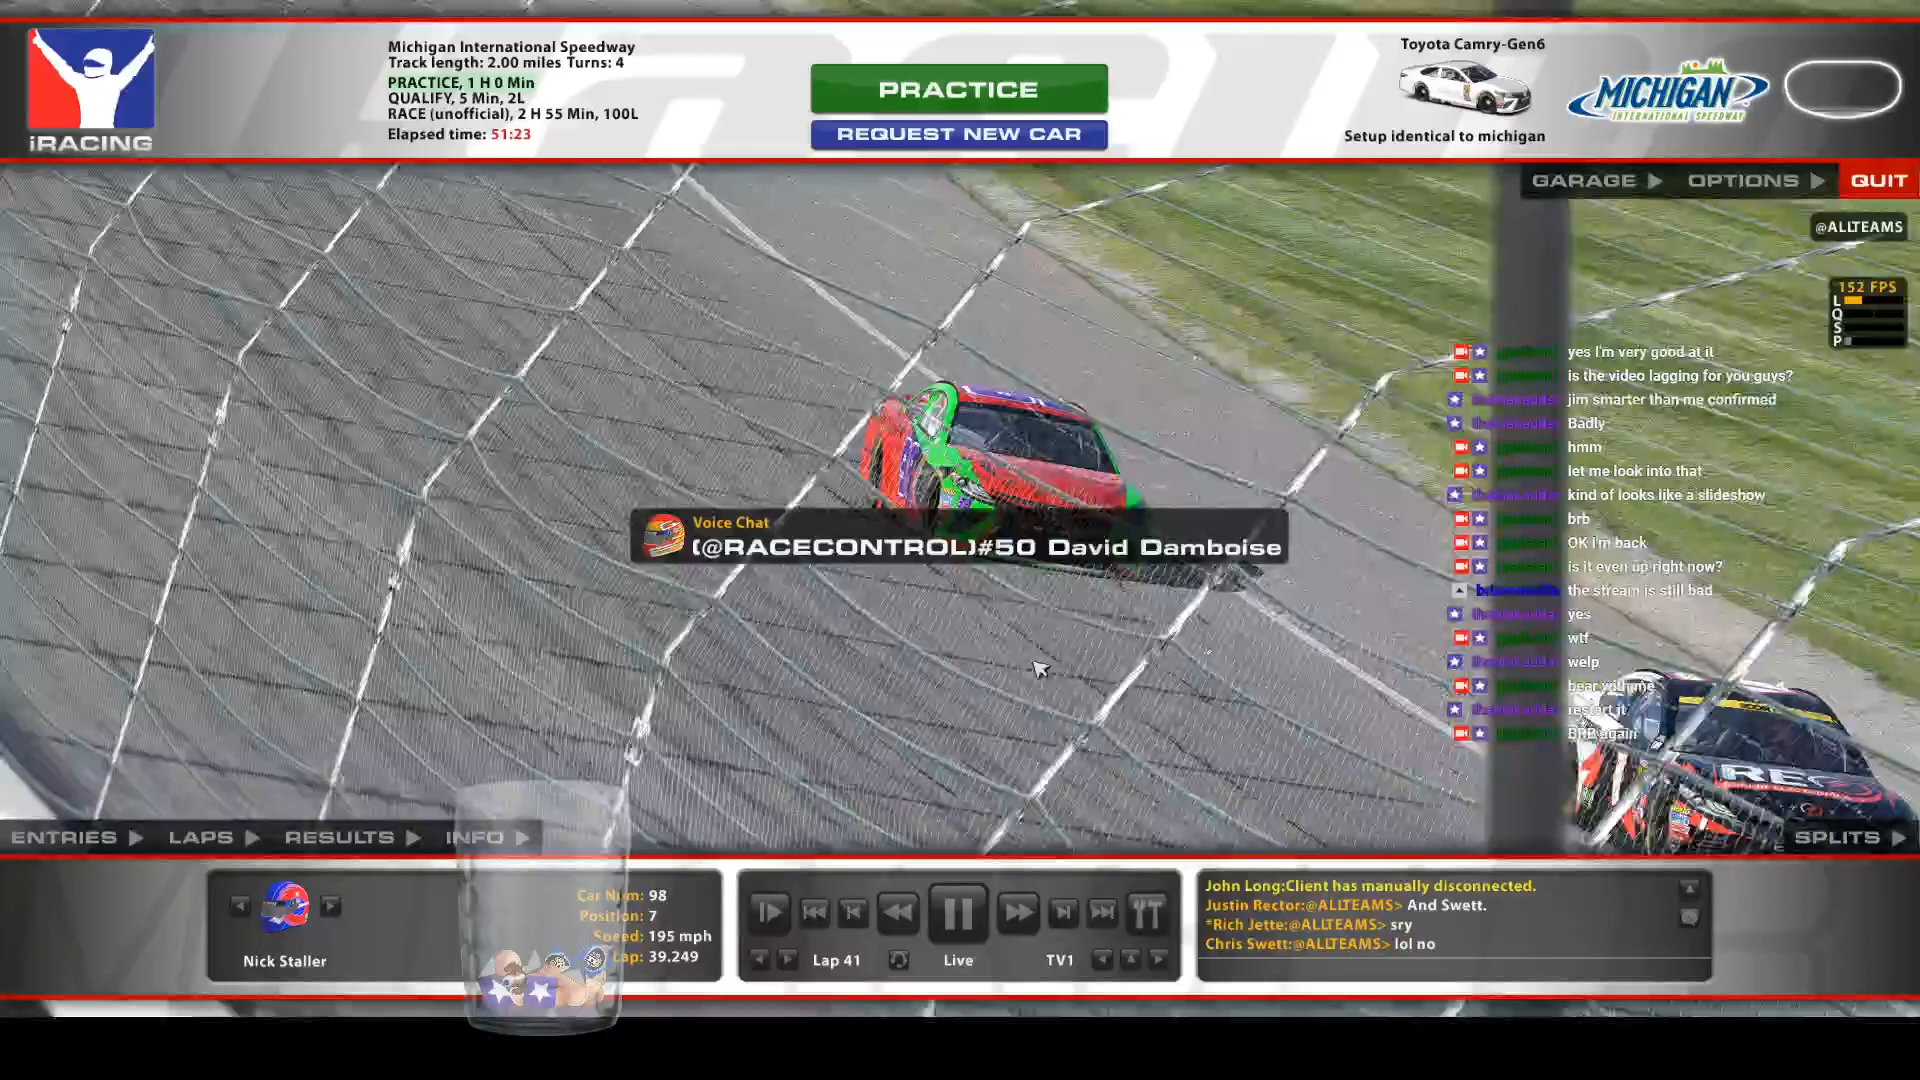 iRACING
Michigan International Speedway
Track length: 2.00 miles Turns: 4
PRACTICE, 1 H 0 Min
QUALIFY, 5 Min, 2L
RACE (unofficial), 2 H 55 Min, 100L
Elapsed time: 51:23
PRACTICE
REQUEST NEW CAR
Toyota Camry-Gen6
Setup identical to michigan
MICHIGAN
INTERNATIONAL SPEEDWAY
GARAGE
OPTIONS
QUIT
@ALLTEAMS
152 FPS
L
Q
S
P
yes I'm very good at it
is the video lagging for you guys?
jim smarter than me confirmed
Badly
hmm
let me look into that
kind of looks like a slideshow
brb
OK I'm back
is it even up right now?
the stream is still bad
yes
wtf
welp
bear with me
restart it
BRB again
Voice Chat
(@RACECONTROL)#50 David Damboise
ENTRIES
LAPS
RESULTS
INFO
SPLITS
Nick Staller
Car Num: 98
Position: 7
Speed: 195 mph
Lap: 39.249
Lap 41
Live
TV1
John Long:Client has manually disconnected.
Justin Rector:@ALLTEAMS> And Swett.
*Rich Jette:@ALLTEAMS> sry
Chris Swett:@ALLTEAMS> lol no